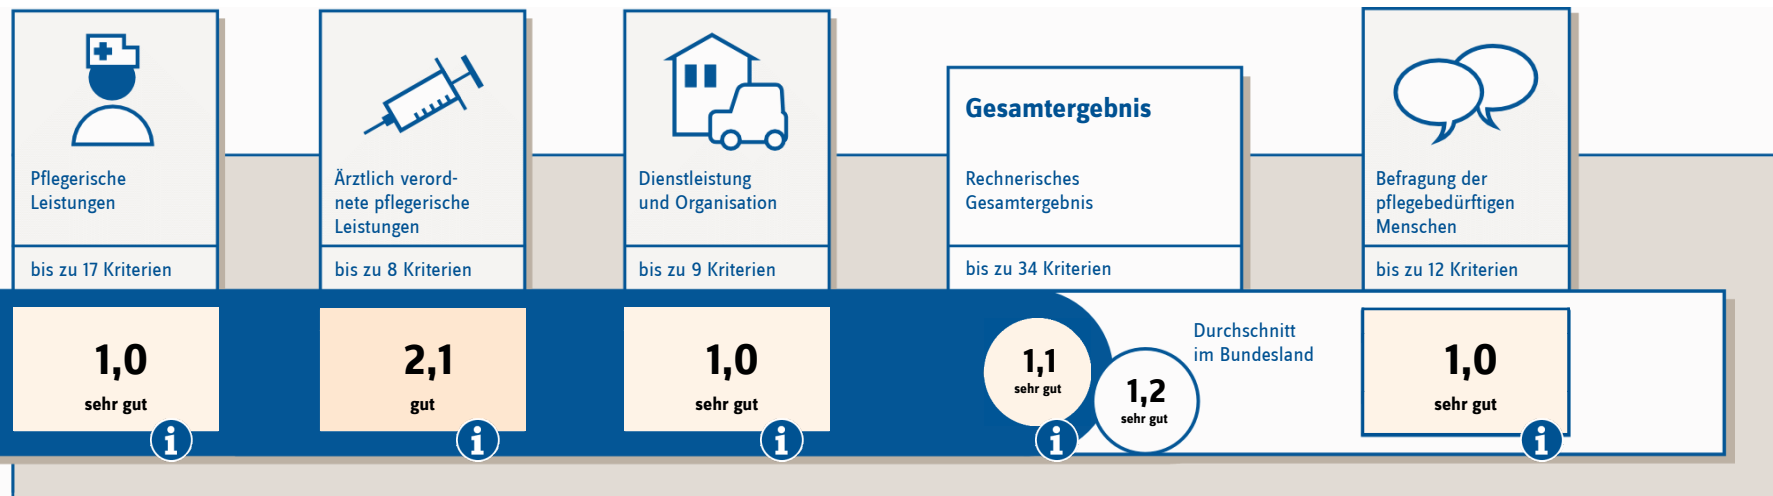 Pflegerische
Leistungen
bis zu 17 Kriterien
1,0
sehr gut
i
Ärztlich verord-
nete pflegerische
Leistungen
bis zu 8 Kriterien
2,1
gut
i
Dienstleistung
und Organisation
bis zu 9 Kriterien
1,0
sehr gut
i
Gesamtergebnis
Rechnerisches
Gesamtergebnis
bis zu 34 Kriterien
1,1
sehr gut
i
1,2
sehr gut
Durchschnitt
im Bundesland
Befragung der
pflegebedürftigen
Menschen
bis zu 12 Kriterien
1,0
sehr gut
i